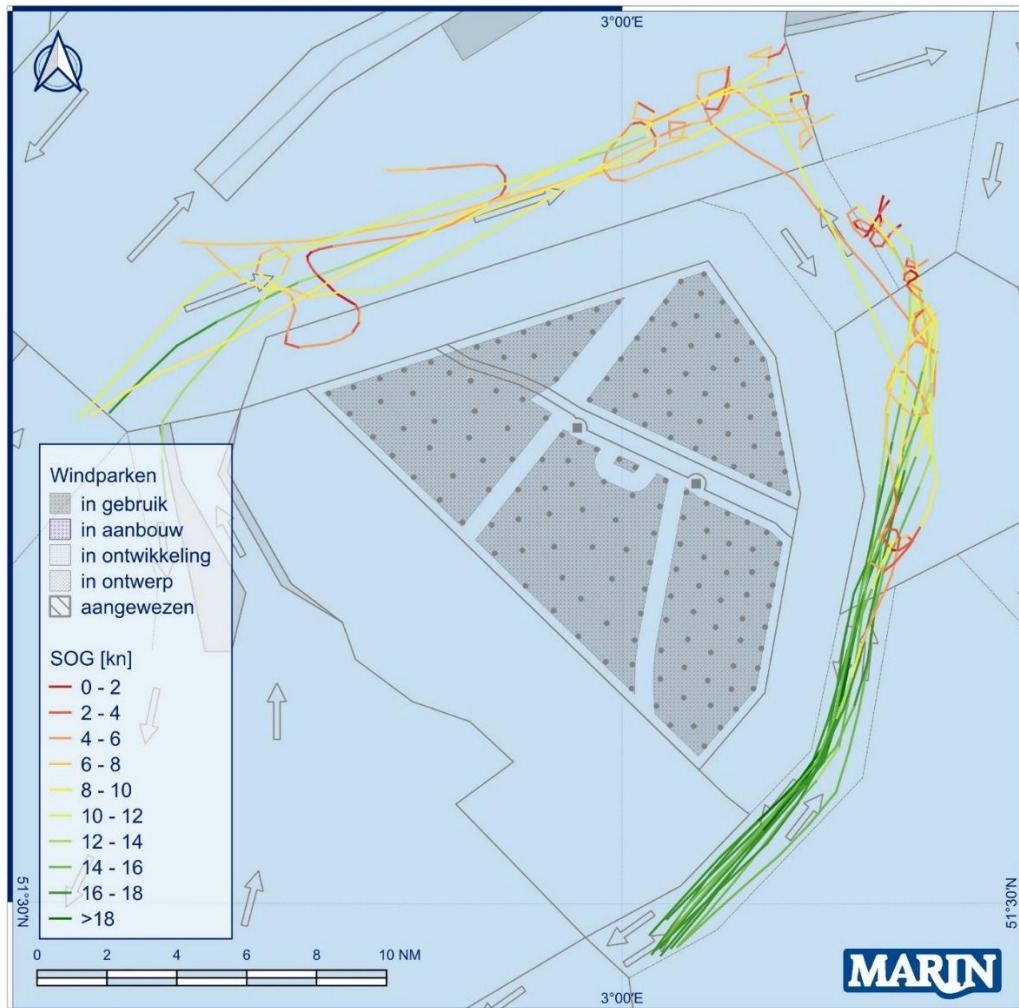 3°00'E
Windparken
in gebruik
in aanbouw
in ontwikkeling
in ontwerp
aangewezen
SOG [kn]
0 - 2
2 - 4
4 - 6
6 - 8
8 - 10
10 - 12
12 - 14
14 - 16
16 - 18
>18
51°30'N
51°30'N
0 2 4 6 8 10 NM
MARIN
3°00'E